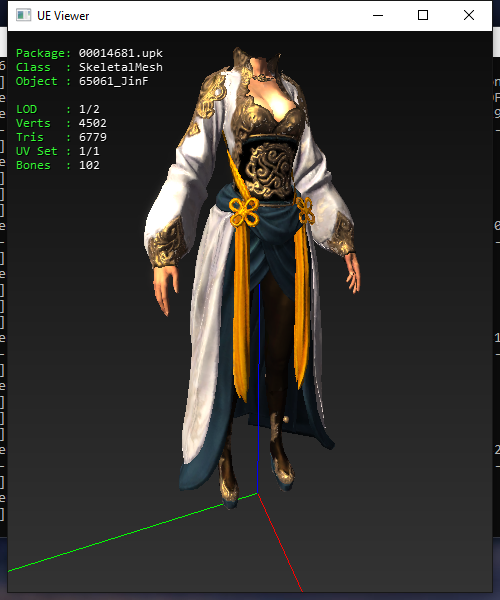 UE Viewer
Package: 00014681.upk
Class  : SkeletalMesh
Object : 65061_JinF
LOD    : 1/2
Verts  : 4502
Tris   : 6779
UV Set : 1/1
Bones  : 102